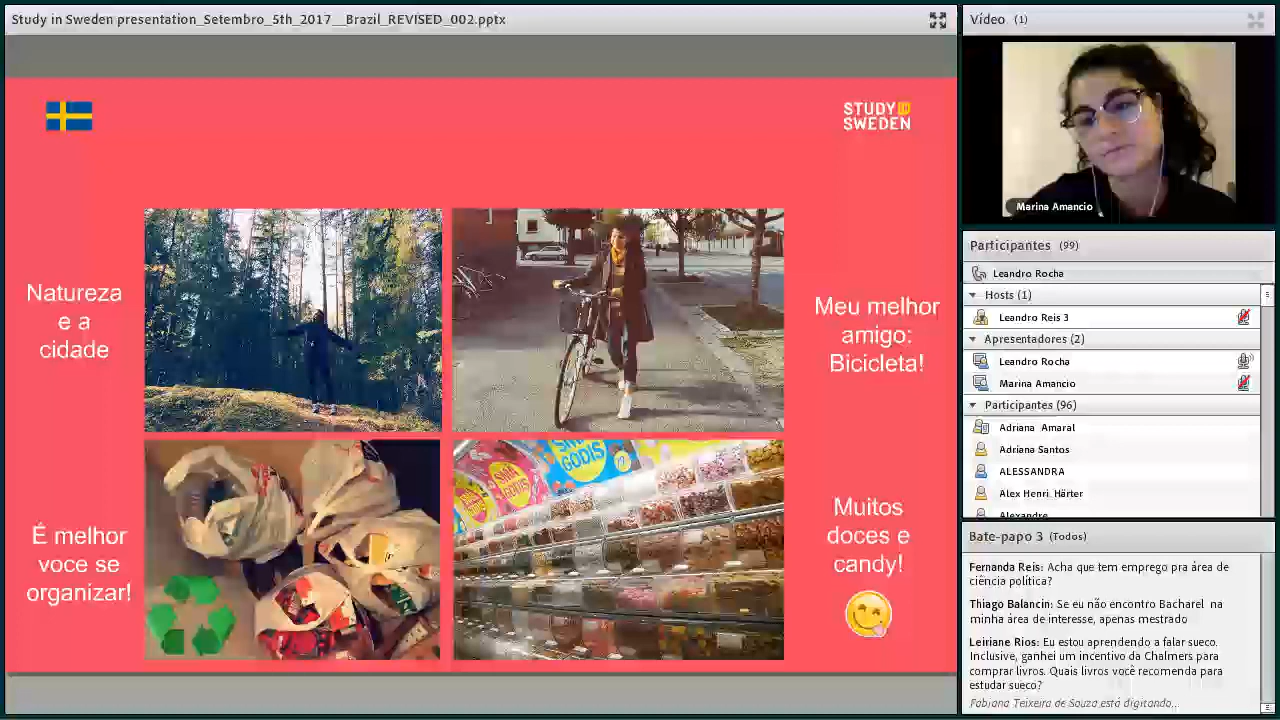 Study in Sweden presentation_Setembro_5th_2017__Brazil_REVISED_002.pptx
STUDY IN
SWEDEN
Natureza
e a
cidade
Meu melhor
amigo:
Bicicleta!
É melhor
voce se
organizar!
SMÅ
GODIS
SMÅ
GODIS
Muitos
doces e
candy!
Vídeo (1)
Marina Amancio
Participantes (99)
Leandro Rocha
Hosts (1)
Leandro Reis 3
Apresentadores (2)
Leandro Rocha
Marina Amancio
Participantes (96)
Adriana Amaral
Adriana Santos
ALESSANDRA
Alex Henri. Härter
Alexandre
Bate-papo 3 (Todos)
Fernanda Reis: Acha que tem emprego pra área de
ciência política?
Thiago Balancin: Se eu não encontro Bacharel na
minha área de interesse, apenas mestrado
Leiriane Rios: Eu estou aprendendo a falar sueco.
Inclusive, ganhei um incentivo da Chalmers para
comprar livros. Quais livros você recomenda para
estudar sueco?
Fabiana Teixeira de Souza está digitando...